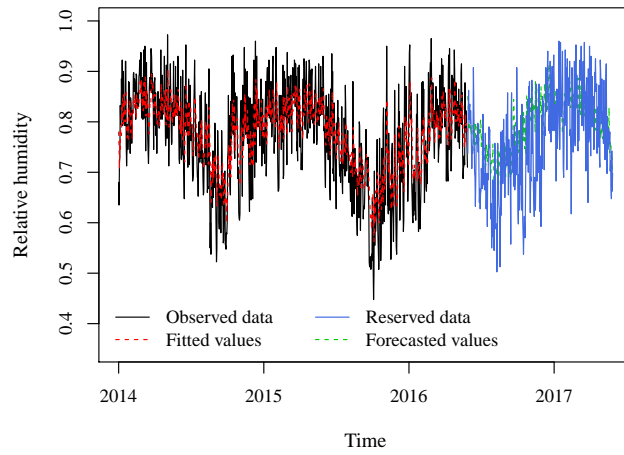 Relative humidity
1.0
0.9
0.8
0.7
0.6
0.5
0.4
Observed data
Reserved data
Fitted values
Forecasted values
2014
2015
2016
2017
Time